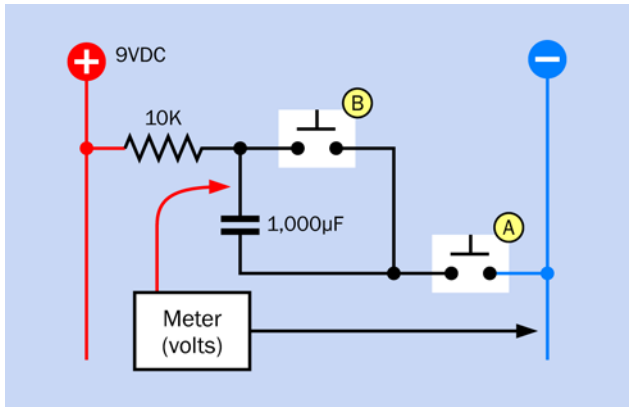 +
9VDC
−
10K
B
1,000µF
A
Meter
(volts)